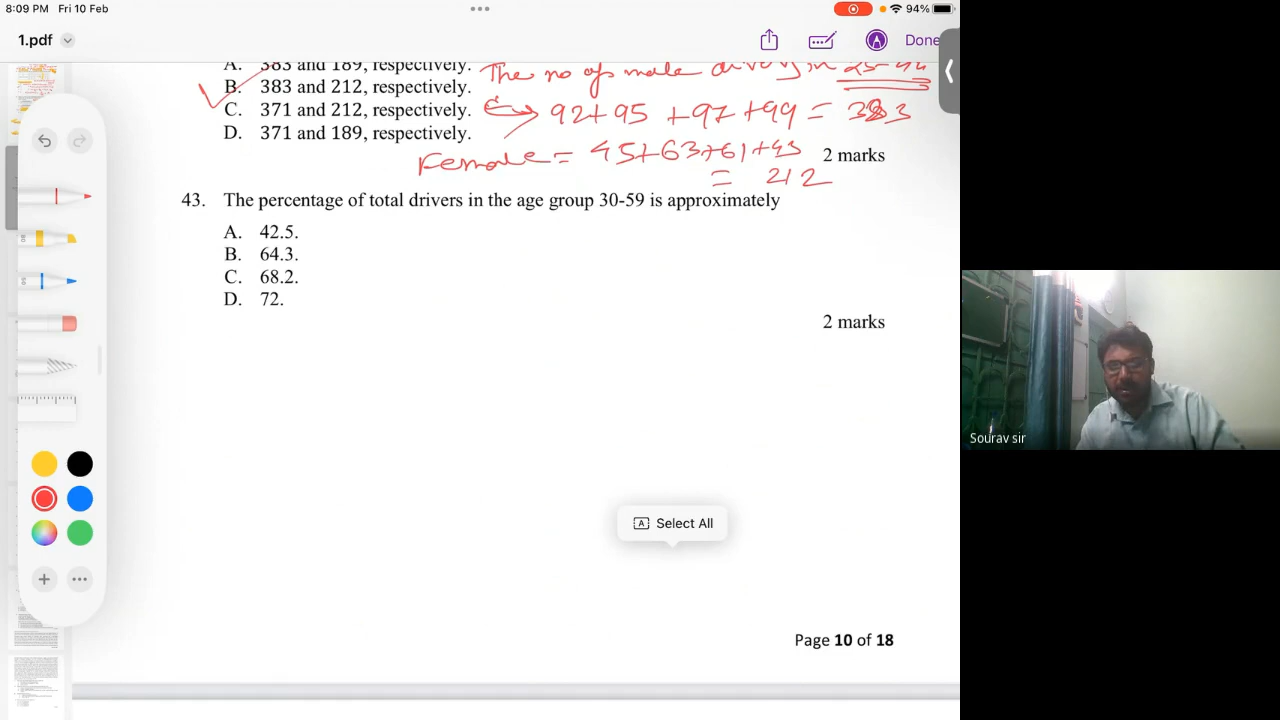 8:09 PM Fri 10 Feb
94%
1.pdf
Done
A. 383 and 189, respectively.
The no of male drivers in 25-44
B. 383 and 212, respectively.
C. 371 and 212, respectively.
92+95 +97+99 = 383
D. 371 and 189, respectively.
Female = 45+63+61+43
2 marks
= 212
43. The percentage of total drivers in the age group 30-59 is approximately
A. 42.5.
B. 64.3.
C. 68.2.
D. 72.
2 marks
Select All
Page 10 of 18
Sourav sir